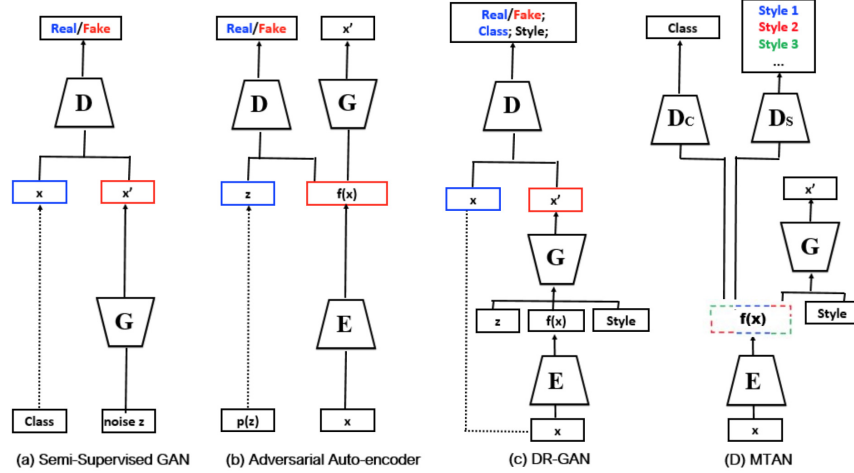 Real/Fake
D
x
x'
G
Class
noise z
(a) Semi-Supervised GAN
Real/Fake
x'
D
G
z
f(x)
E
p(z)
x
(b) Adversarial Auto-encoder
Real/Fake;
Class; Style;
D
x
x'
G
z
f(x)
Style
E
x
(c) DR-GAN
Class
Style 1
Style 2
Style 3
...
DC
DS
x'
G
f(x)
Style
E
x
(D) MTAN